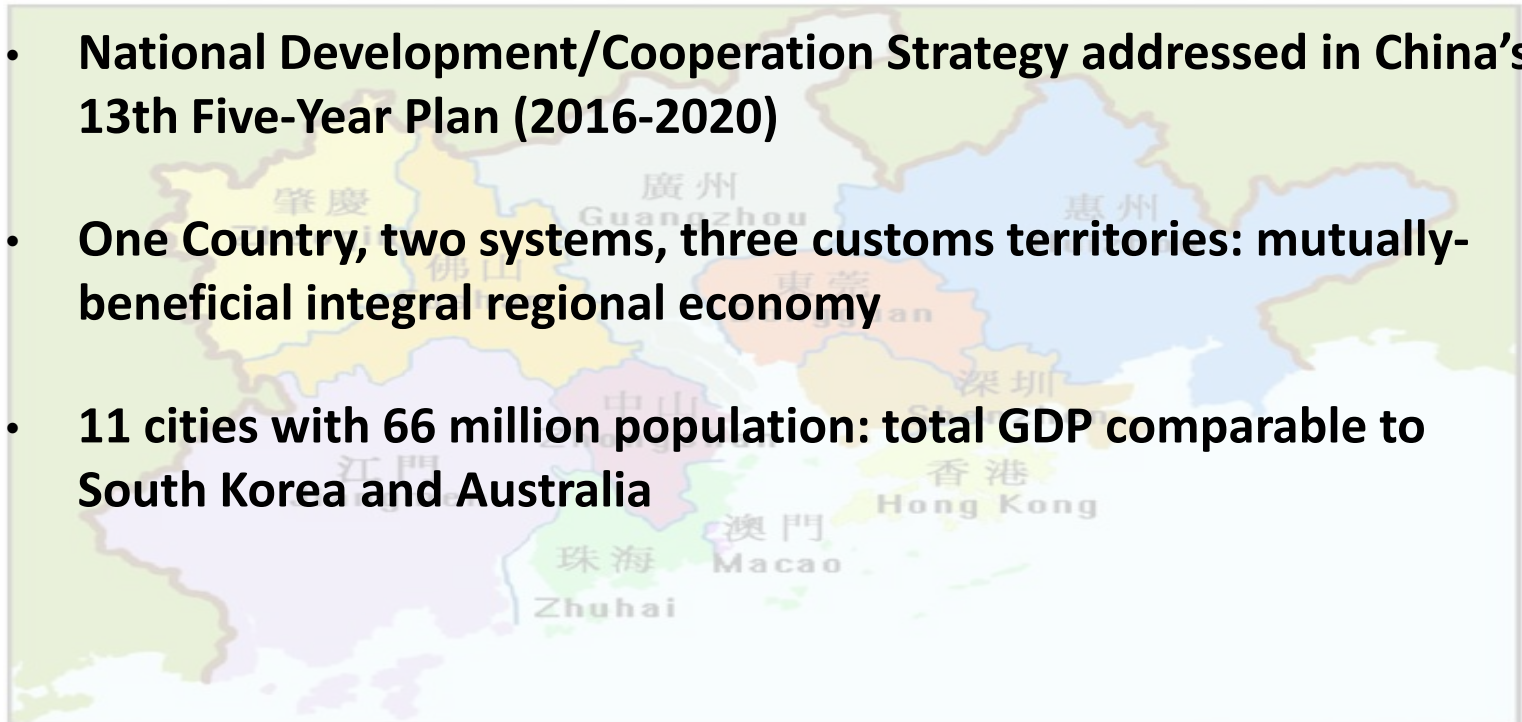 • National Development/Cooperation Strategy addressed in China’s
13th Five-Year Plan (2016-2020)
肇慶
廣州
Guangzhou
惠州
• One Country, two systems, three customs territories: mutually-
佛山
東莞
beneficial integral regional economy
深圳
中山
• 11 cities with 66 million population: total GDP comparable to
江門
香港
South Korea and Australia
Hong Kong
澳門
珠海
Macao
Zhuhai